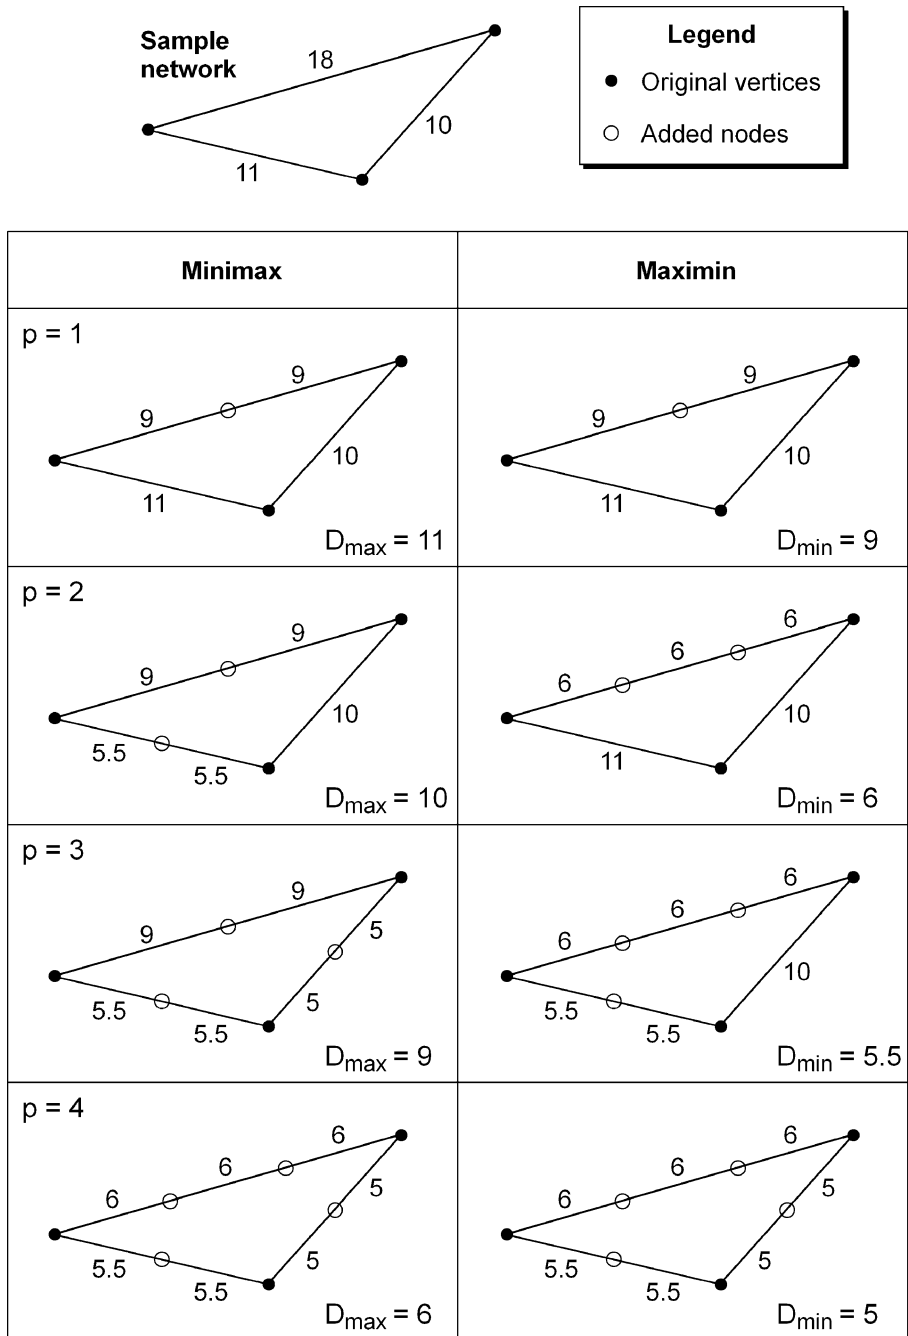 Sample
network
18
10
11
Legend
Original vertices
Added nodes
Minimax
Maximin
p = 1
9
9
10
11
Dmax = 11
9
9
10
11
Dmin = 9
p = 2
9
9
10
5.5
5.5
Dmax = 10
6
6
6
10
11
Dmin = 6
p = 3
9
9
5
5
5.5
5.5
Dmax = 9
6
6
6
10
5.5
5.5
Dmin = 5.5
p = 4
6
6
6
5
5
5.5
5.5
Dmax = 6
6
6
6
5
5
5.5
5.5
Dmin = 5